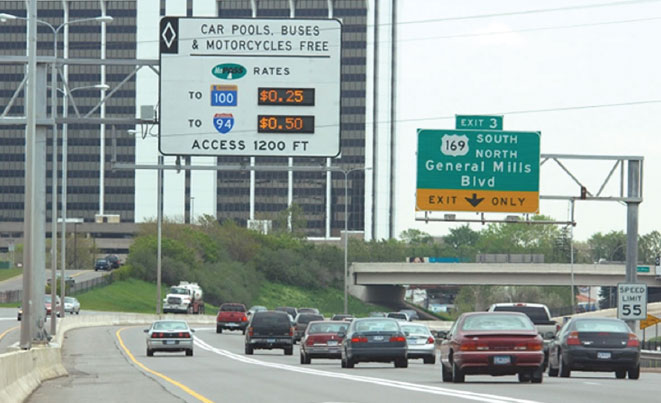 CAR POOLS, BUSES
& MOTORCYCLES FREE
MnPASS RATES
TO 100 $0.25
TO 94 $0.50
ACCESS 1200 FT
EXIT 3
169 SOUTH
NORTH
General Mills
Blvd
EXIT ONLY
SPEED
LIMIT
55